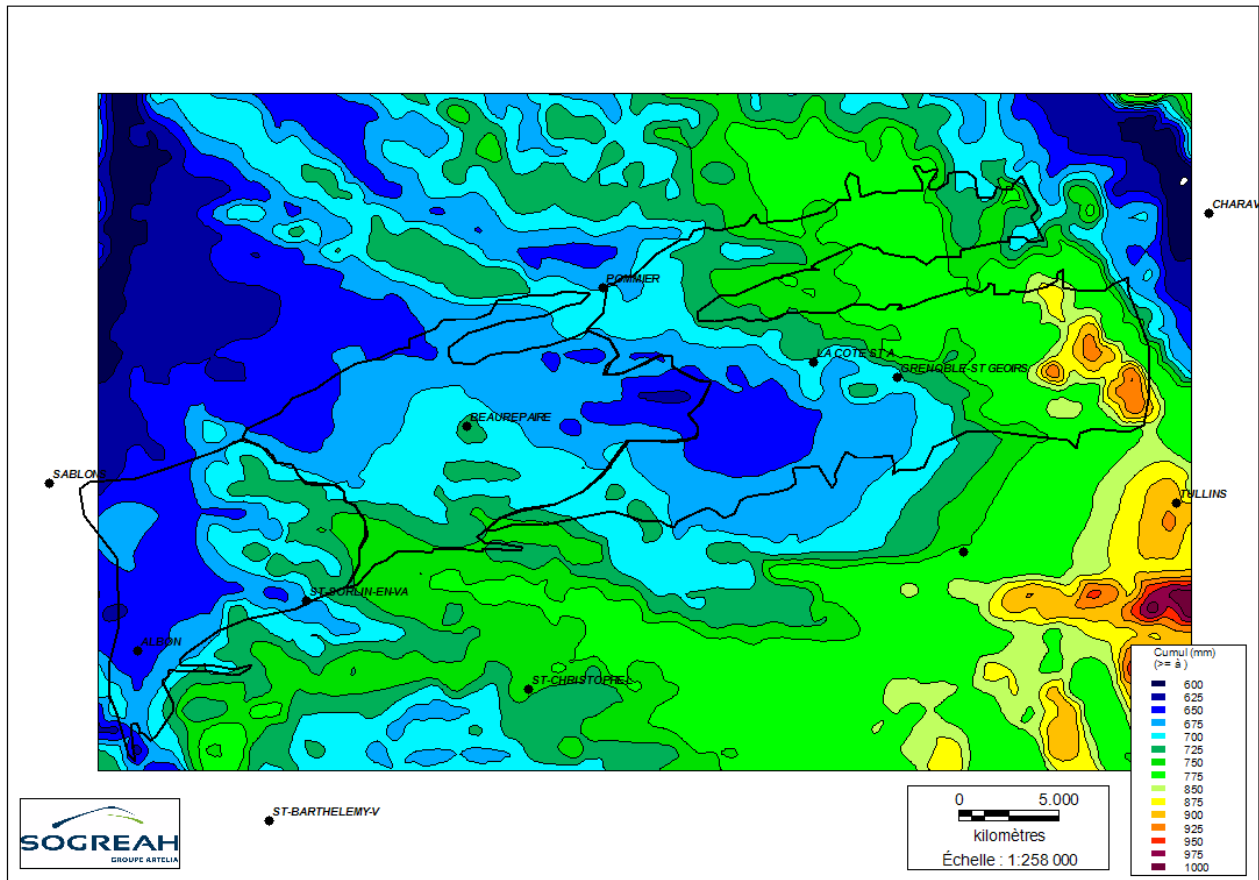 CHARAV
POMMIER
LA COTE ST A
GRENOBLE-ST GEOIRS
BEAUREPAIRE
SABLONS
TULLINS
ST-SORLIN-EN-VA
ALBON
ST-CHRISTOPHE-L
ST-BARTHELEMY-V
Cumul (mm)
(>= à )
600
625
650
675
700
725
750
775
850
875
900
925
950
975
1000
0 5.000
kilomètres
Échelle : 1:258 000
SOGREAH
GROUPE ARTELIA